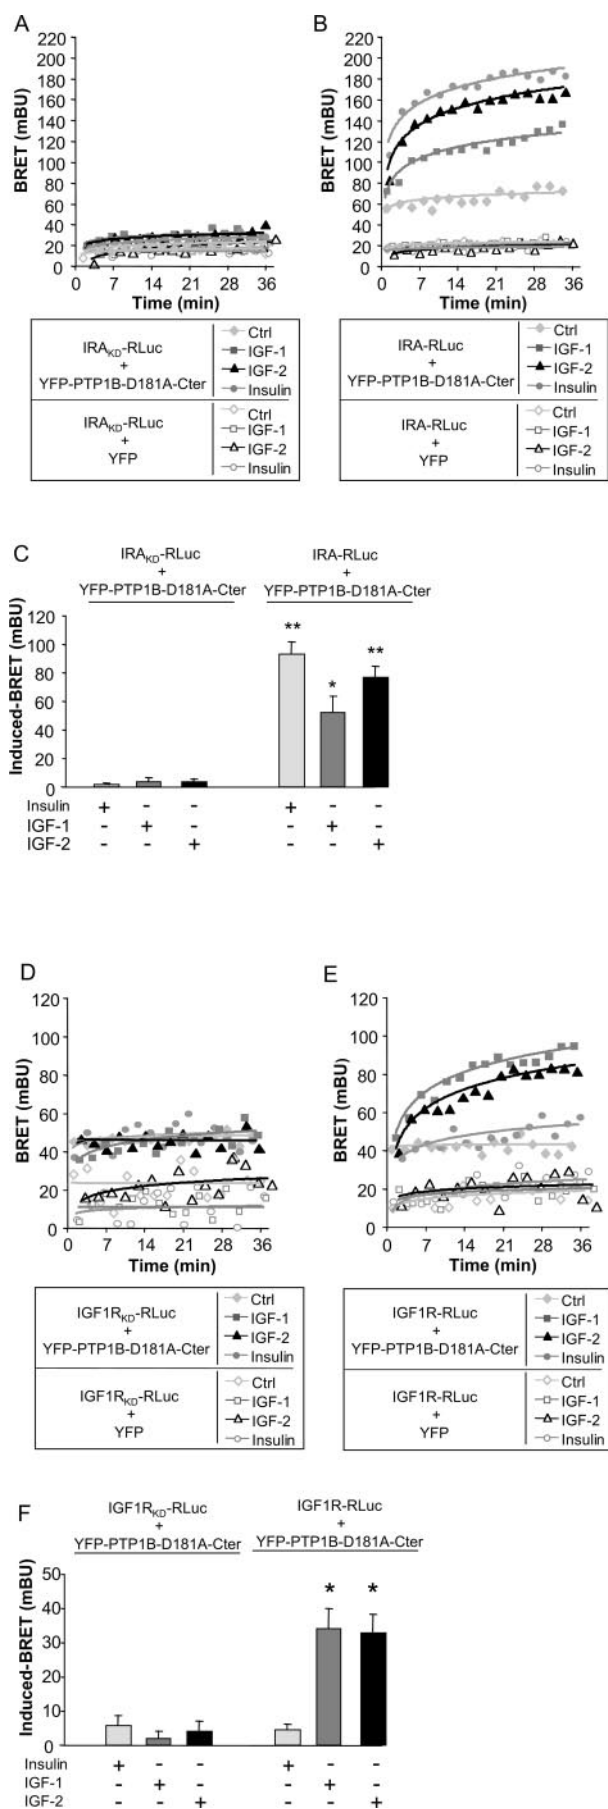 A
B
BRET (mBU)
220
200
180
160
140
120
100
80
60
40
20
0
0 7 14 21 28 36
Time (min)
BRET (mBU)
220
200
180
160
140
120
100
80
60
40
20
0
0 7 14 21 28 36
Time (min)
IRAKD-RLuc
+
YFP-PTP1B-D181A-Cter
Ctrl
IGF-1
IGF-2
Insulin
IRAKD-RLuc
+
YFP
Ctrl
IGF-1
IGF-2
Insulin
IRA-RLuc
+
YFP-PTP1B-D181A-Cter
Ctrl
IGF-1
IGF-2
Insulin
IRA-RLuc
+
YFP
Ctrl
IGF-1
IGF-2
Insulin
C
IRAKD-RLuc
+
YFP-PTP1B-D181A-Cter
IRA-RLuc
+
YFP-PTP1B-D181A-Cter
Induced-BRET (mBU)
120
100
80
60
40
20
0
** * **
Insulin + - - + - -
IGF-1 - + - - + -
IGF-2 - - + - - +
D
E
BRET (mBU)
120
100
80
60
40
20
0
0 7 14 21 28 36
Time (min)
BRET (mBU)
120
100
80
60
40
20
0
0 7 14 21 28 36
Time (min)
IGF1RKD-RLuc
+
YFP-PTP1B-D181A-Cter
Ctrl
IGF-1
IGF-2
Insulin
IGF1RKD-RLuc
+
YFP
Ctrl
IGF-1
IGF-2
Insulin
IGF1R-RLuc
+
YFP-PTP1B-D181A-Cter
Ctrl
IGF-1
IGF-2
Insulin
IGF1R-RLuc
+
YFP
Ctrl
IGF-1
IGF-2
Insulin
F
IGF1RKD-RLuc
+
YFP-PTP1B-D181A-Cter
IGF1R-RLuc
+
YFP-PTP1B-D181A-Cter
Induced-BRET (mBU)
50
40
30
20
10
0
* *
Insulin + - - + - -
IGF-1 - + - - + -
IGF-2 - - + - - +